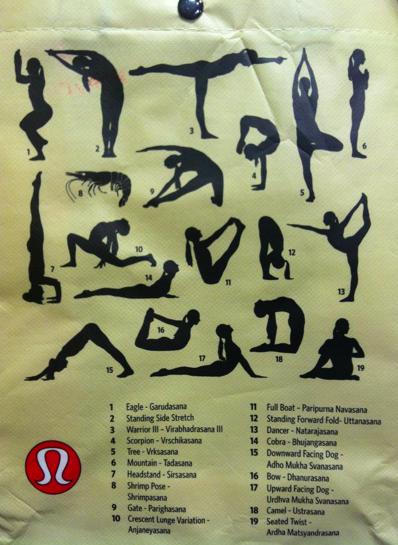 1
2
3
4
5
6
7
8
9
10
11
12
13
14
15
16
17
18
19
1 Eagle - Garudasana
2 Standing Side Stretch
3 Warrior III - Virabhadrasana III
4 Scorpion - Vrschikasana
5 Tree - Vrksasana
6 Mountain - Tadasana
7 Headstand - Sirsasana
8 Shrimp Pose -
Shrimpasana
9 Gate - Parighasana
10 Crescent Lunge Variation -
Anjaneyasana
11 Full Boat - Paripurna Navasana
12 Standing Forward Fold- Uttanasana
13 Dancer - Natarajasana
14 Cobra - Bhujangasana
15 Downward Facing Dog -
Adho Mukha Svanasana
16 Bow - Dhanurasana
17 Upward Facing Dog -
Urdhva Mukha Svanasana
18 Camel - Ustrasana
19 Seated Twist -
Ardha Matsyandrasana